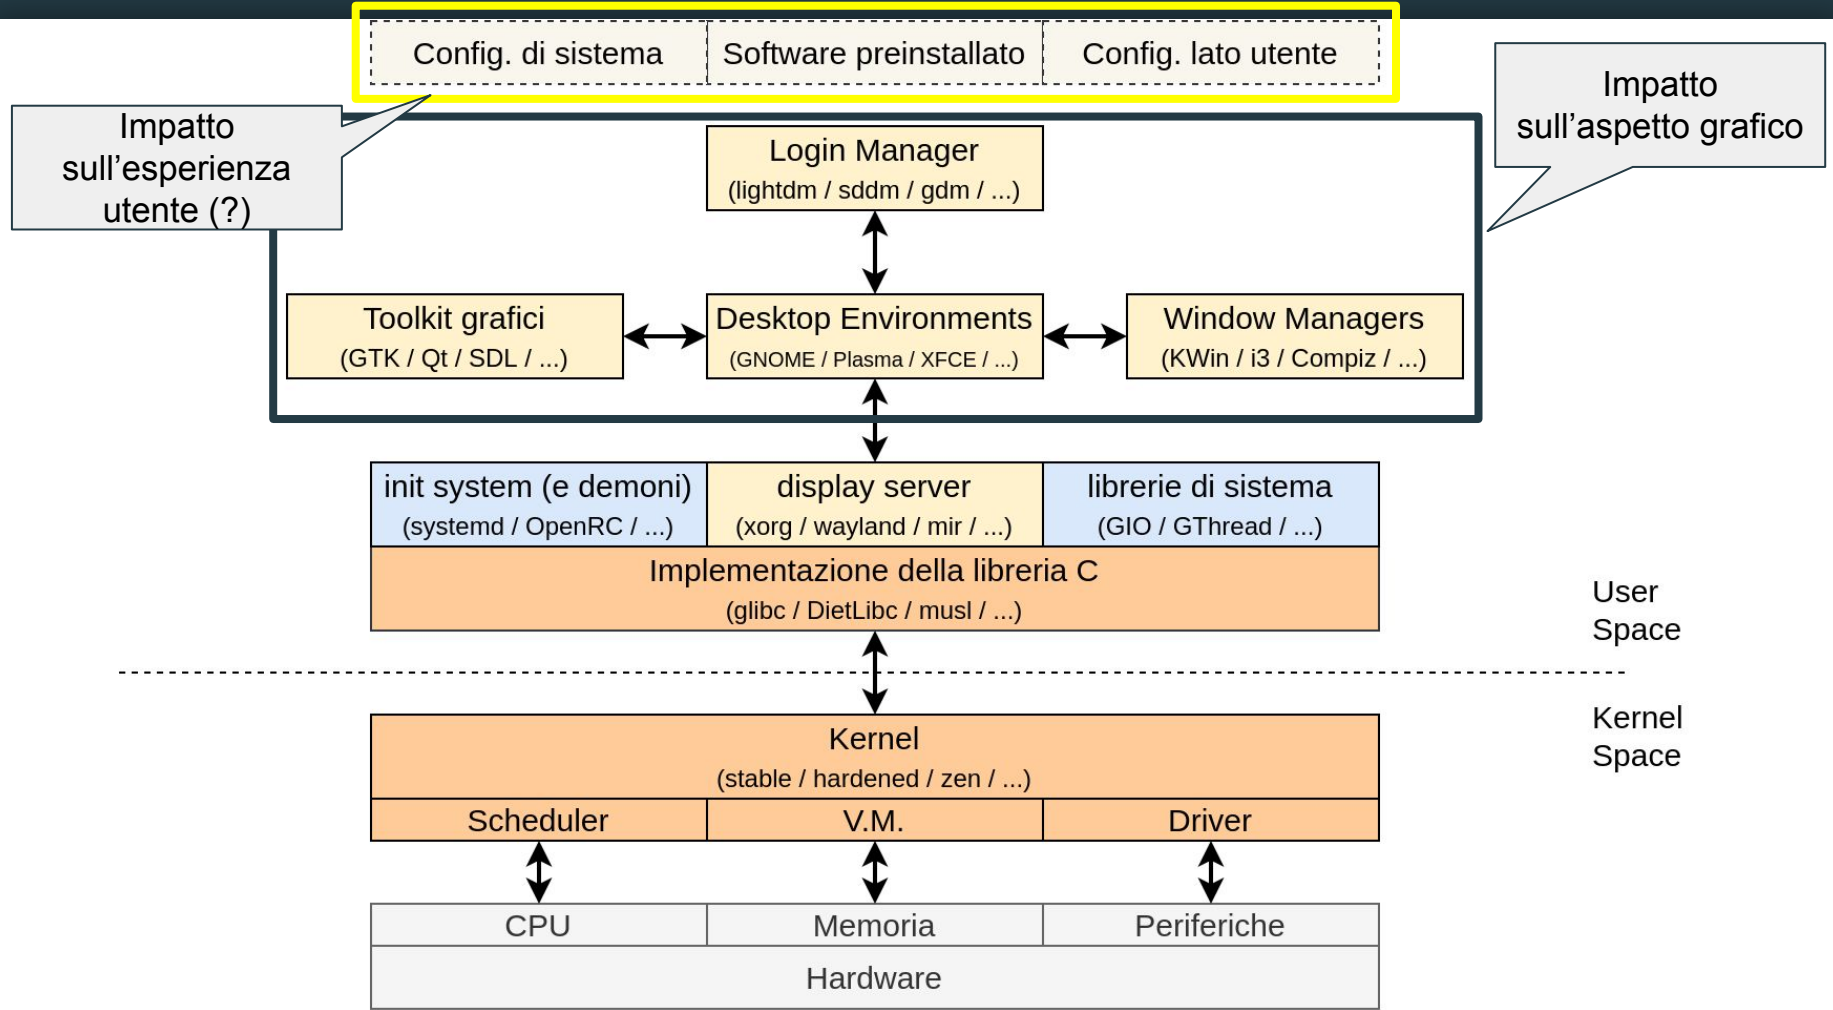 Config. di sistema
Software preinstallato
Config. lato utente
Impatto
sull’aspetto grafico
Impatto
sull’esperienza
utente (?)
Login Manager
(lightdm / sddm / gdm / ...)
Toolkit grafici
(GTK / Qt / SDL / ...)
Desktop Environments
(GNOME / Plasma / XFCE / ...)
Window Managers
(KWin / i3 / Compiz / ...)
init system (e demoni)
(systemd / OpenRC / ...)
display server
(xorg / wayland / mir / ...)
librerie di sistema
(GIO / GThread / ...)
Implementazione della libreria C
(glibc / DietLibc / musl / ...)
User
Space
Kernel
Space
Kernel
(stable / hardened / zen / ...)
Scheduler
V.M.
Driver
CPU
Memoria
Periferiche
Hardware